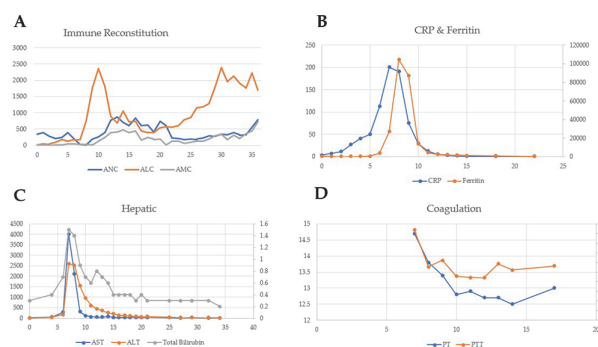 A
Immune Reconstitution
3000
2500
2000
1500
1000
500
0
0 5 10 15 20 25 30 35
ANC ALC AMC
B
CRP & Ferritin
250 120000
200 100000
80000
150
60000
100
40000
50 20000
0 0
0 5 10 15 20 25
CRP Ferritin
C
Hepatic
4500 1.6
4000 1.4
3500 1.2
3000 1
2500 0.8
2000
1500 0.6
1000 0.4
500 0.2
0 0
0 5 10 15 20 25 30 35 40
AST ALT Total Bilirubin
D
Coagulation
15
14.5
14
13.5
13
12.5
12
0 5 10 15
PT PTT